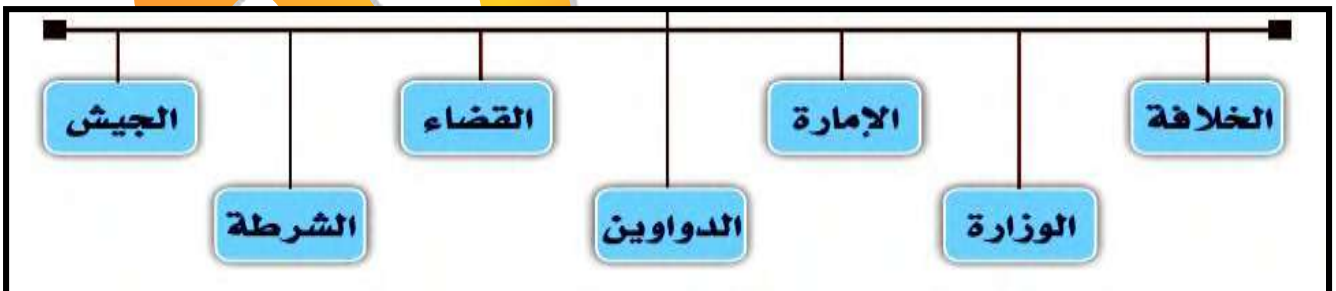 الخلافة
الوزارة
الإمارة
الدواوين
القضاء
الشرطة
الجيش